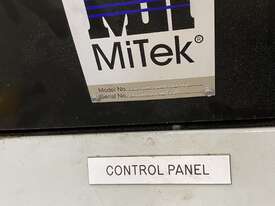 MiTek®
Model No.
Serial No.
CONTROL PANEL